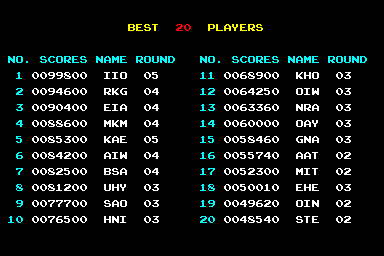 BEST 20 PLAYERS
NO. SCORES NAME ROUND NO. SCORES NAME ROUND
1 0099800 IIO 05 11 0068900 KHO 03
2 0094600 RKG 04 12 0064250 OIW 03
3 0090400 EIA 04 13 0063360 NRA 03
4 0088600 MKM 04 14 0060000 OAY 03
5 0085300 KAE 05 15 0058460 GNA 03
6 0084200 AIW 04 16 0055740 AAT 02
7 0082500 BSA 04 17 0052300 MIT 02
8 0081200 UHY 03 18 0050010 EHE 03
9 0077700 SAO 03 19 0049620 OIN 02
10 0076500 HNI 03 20 0048540 STE 02